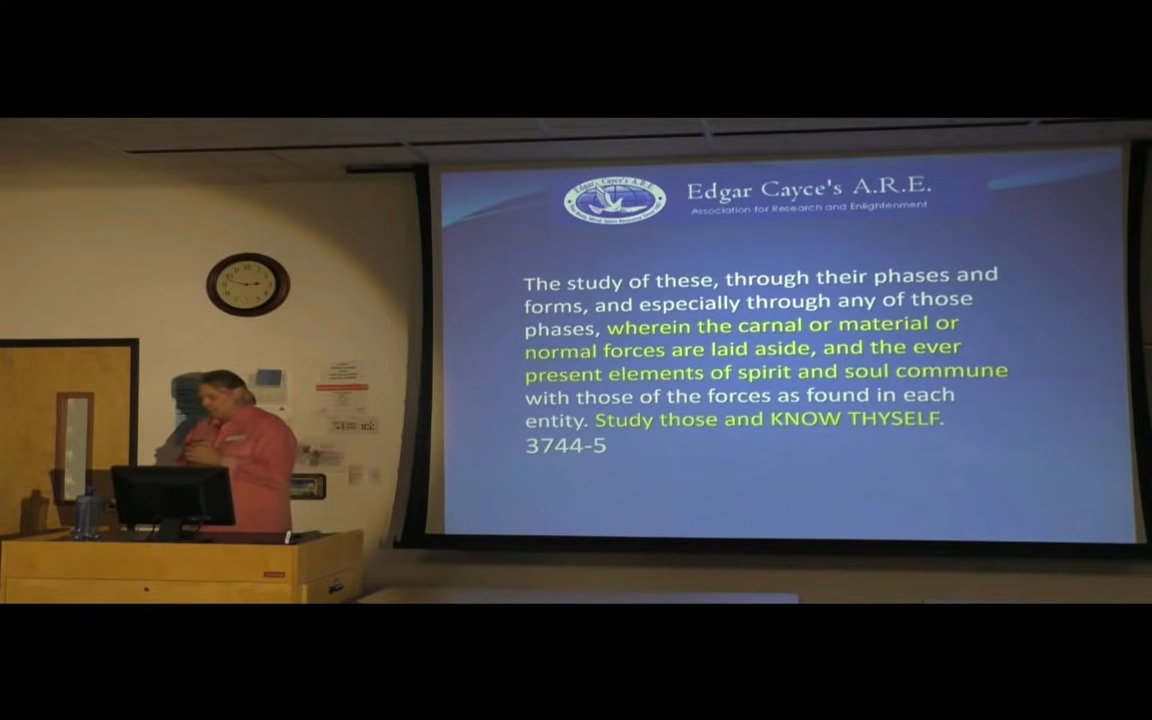 Edgar Cayce's A.R.E.
Edgar Cayce's A.R.E.
Association for Research and Enlightenment
The study of these, through their phases and
forms, and especially through any of those
phases, wherein the carnal or material or
normal forces are laid aside, and the ever
present elements of spirit and soul commune
with those of the forces as found in each
entity. Study those and KNOW THYSELF.
3744-5